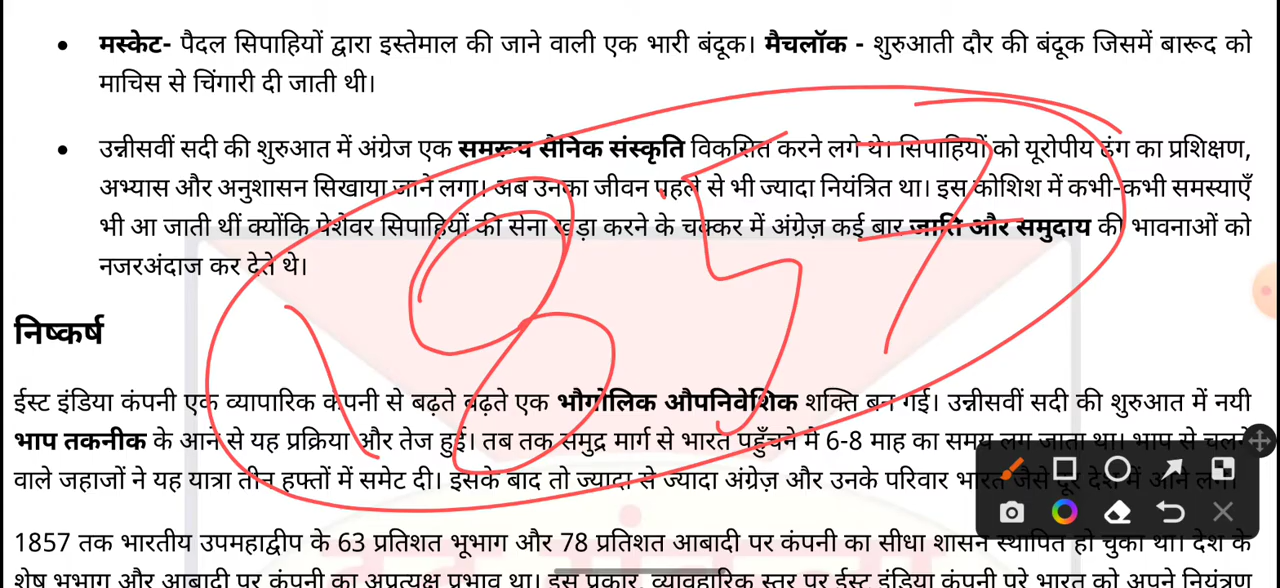 मस्केट- पैदल सिपाहियों द्वारा इस्तेमाल की जाने वाली एक भारी बंदूक। मैचलॉक - शुरुआती दौर की बंदूक जिसमें बारूद को
माचिस से चिंगारी दी जाती थी।
उन्नीसवीं सदी की शुरुआत में अंग्रेज एक समरूप सैनिक संस्कृति विकसित करने लगे थे। सिपाहियों को यूरोपीय ढंग का प्रशिक्षण,
अभ्यास और अनुशासन सिखाया जाने लगा। अब उनका जीवन पहले से भी ज्यादा नियंत्रित था। इस कोशिश में कभी-कभी समस्याएँ
भी आ जाती थीं क्योंकि पेशेवर सिपाहियों की सेना खड़ा करने के चक्कर में अंग्रेज़ कई बार जाति और समुदाय की भावनाओं को
नजरअंदाज कर देते थे।
1857
निष्कर्ष
ईस्ट इंडिया कंपनी एक व्यापारिक कंपनी से बढ़ते बढ़ते एक भौगोलिक औपनिवेशिक शक्ति बन गई। उन्नीसवीं सदी की शुरुआत में नयी
भाप तकनीक के आने से यह प्रक्रिया और तेज हुई। तब तक समुद्र मार्ग से भारत पहुँचने में 6-8 माह का समय लग जाता था। भाप से चलने
वाले जहाजों ने यह यात्रा तीन हफ्तों में समेट दी। इसके बाद तो ज्यादा से ज्यादा अंग्रेज़ और उनके परिवार भारत जैसे दूर देश में आने लगे।
1857 तक भारतीय उपमहाद्वीप के 63 प्रतिशत भूभाग और 78 प्रतिशत आबादी पर कंपनी का सीधा शासन स्थापित हो चुका था। देश के
शेष भूभाग और आबादी पर कंपनी का अप्रत्यक्ष प्रभाव था। इस प्रकार, व्यावहारिक स्तर पर ईस्ट इंडिया कंपनी पूरे भारत को अपने नियंत्रण